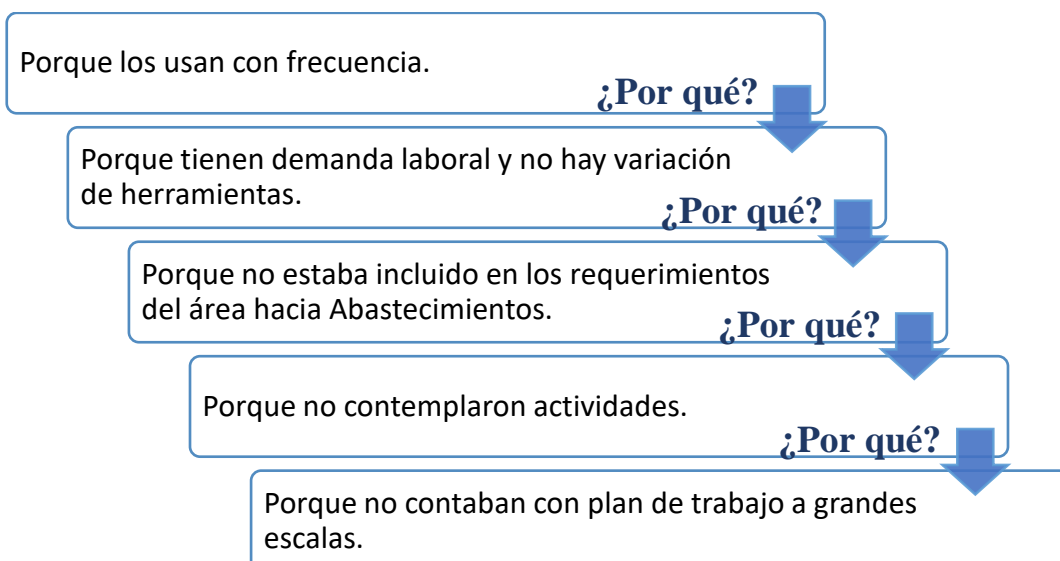 Porque los usan con frecuencia.
¿Por qué?
Porque tienen demanda laboral y no hay variación
de herramientas.
¿Por qué?
Porque no estaba incluido en los requerimientos
del área hacia Abastecimientos.
¿Por qué?
Porque no contemplaron actividades.
¿Por qué?
Porque no contaban con plan de trabajo a grandes
escalas.